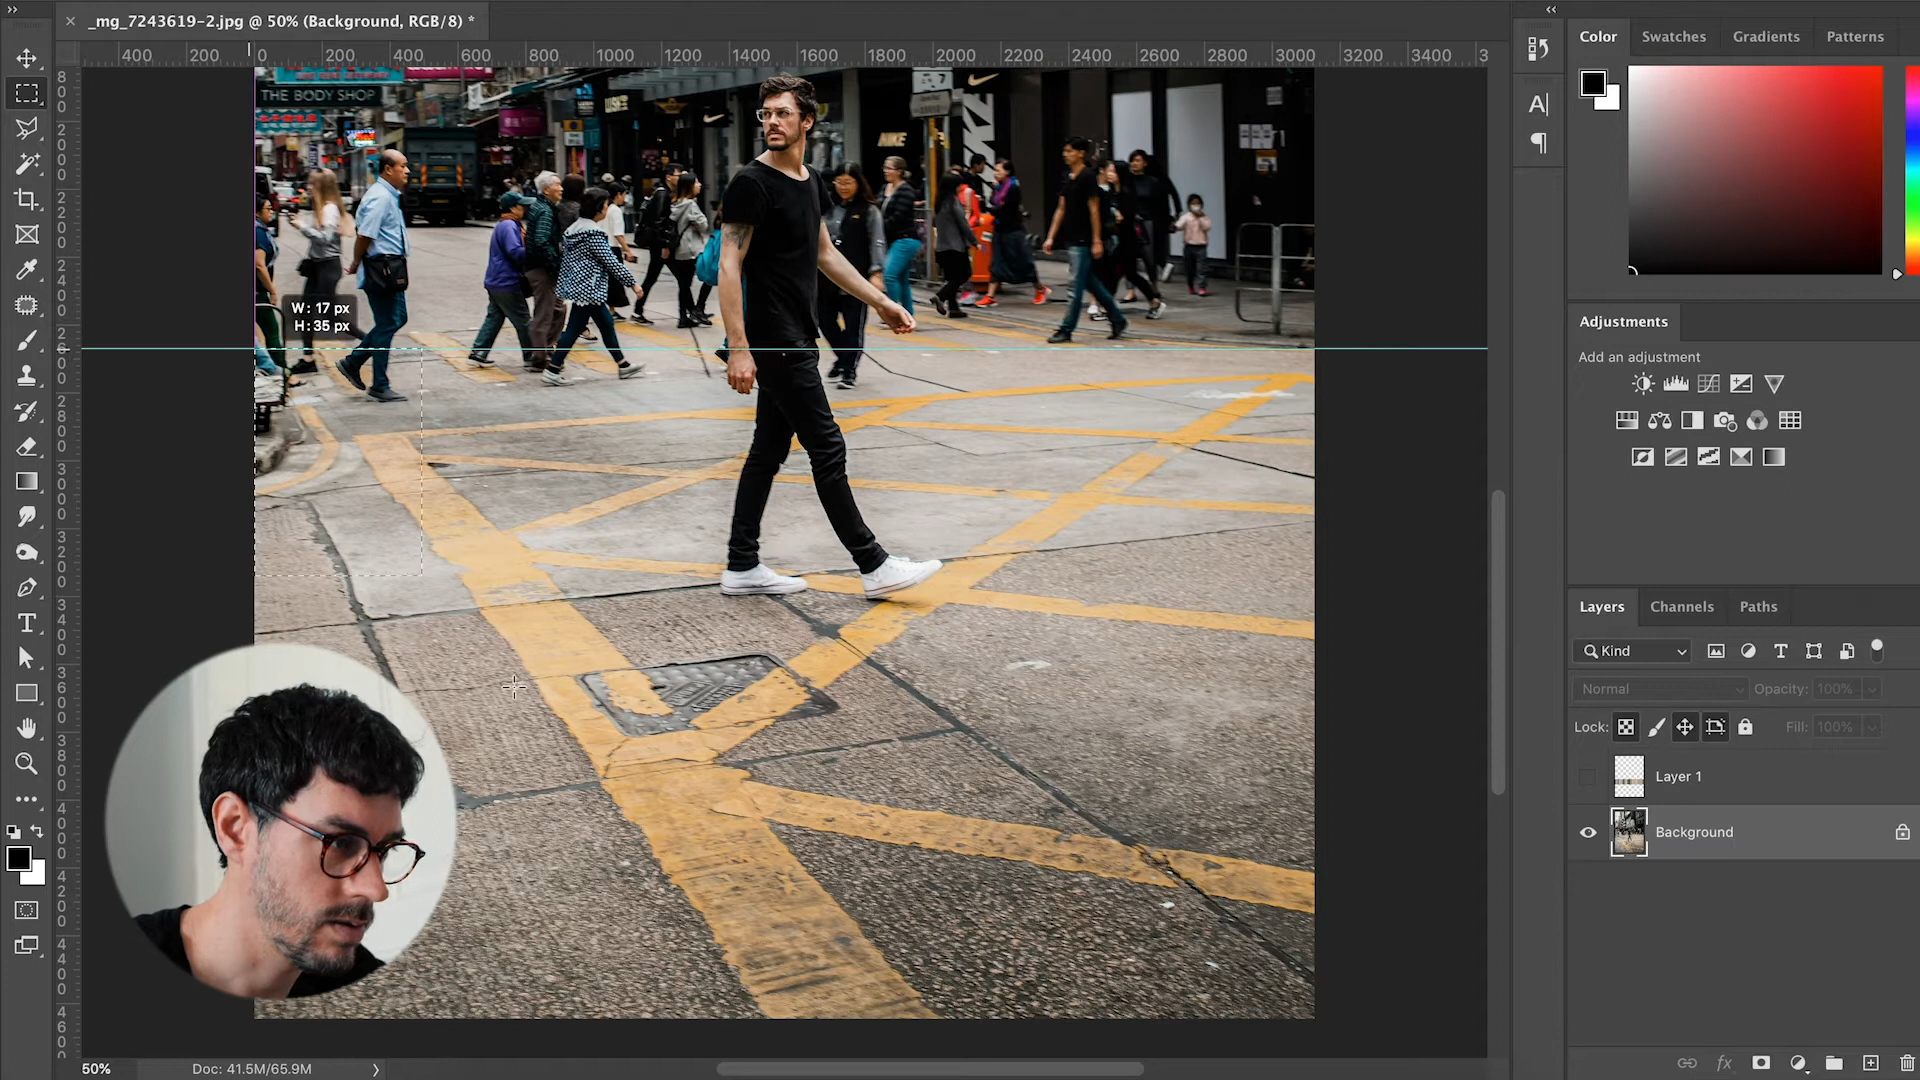 _mg_7243619-2.jpg @ 50% (Background, RGB/8) *
400 200 0 200 400 600 800 1000 1200 1400 1600 1800 2000 2200 2400 2600 2800 3000 3200 3400 3
Color Swatches Gradients Patterns
THE BODY SHOP
NIKE
W: 17 px
H: 35 px
Adjustments
Add an adjustment
Layers Channels Paths
Kind
Normal Opacity: 100%
Lock: Fill: 100%
Layer 1
Background
50% Doc: 41.5M/65.9M